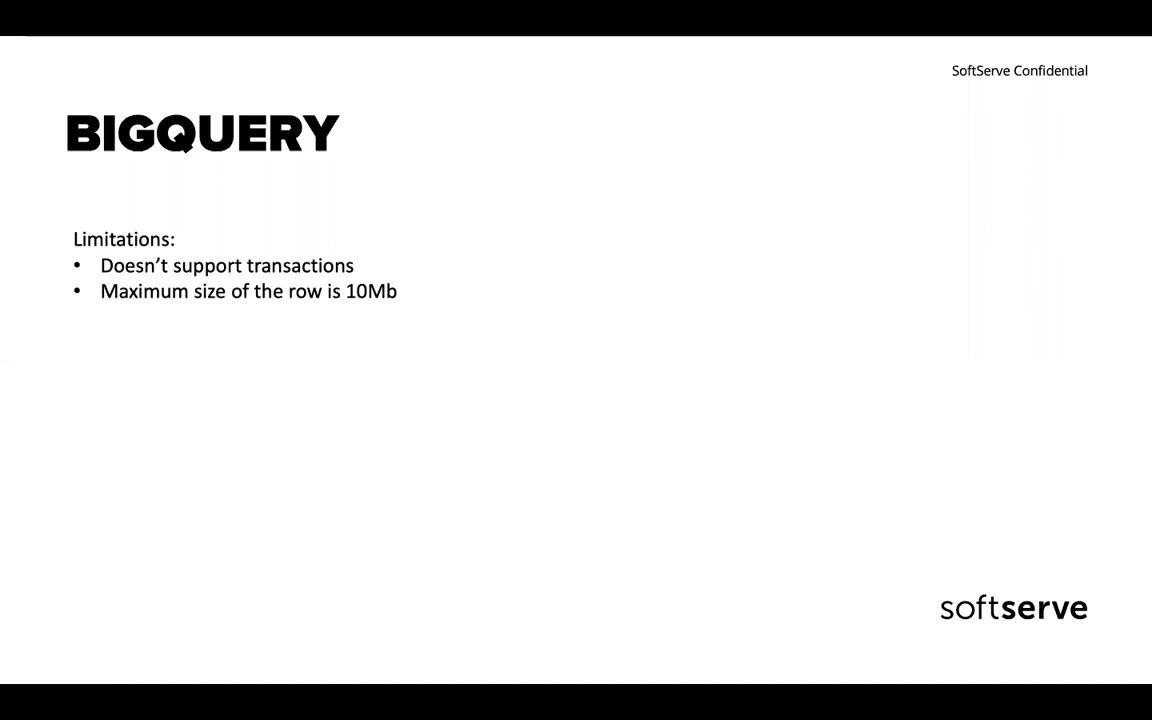 SoftServe Confidential
BIGQUERY
Limitations:
• Doesn’t support transactions
• Maximum size of the row is 10Mb
softserve